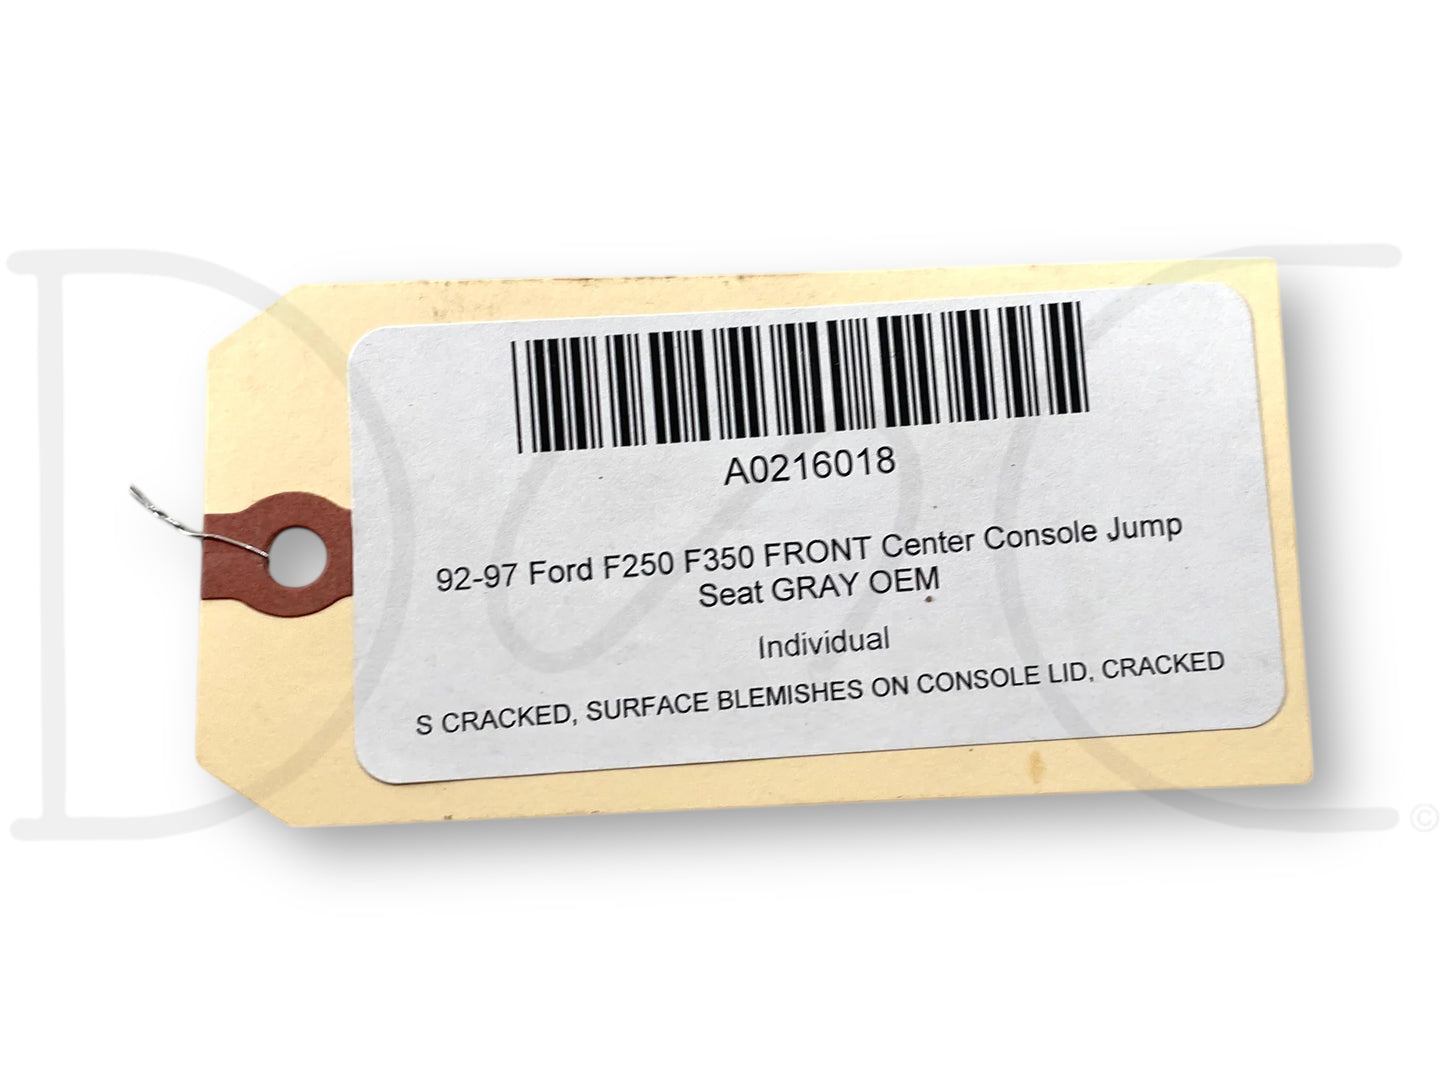 A0216018
92-97 Ford F250 F350 FRONT Center Console Jump
Seat GRAY OEM
Individual
S CRACKED, SURFACE BLEMISHES ON CONSOLE LID, CRACKED
D C
©